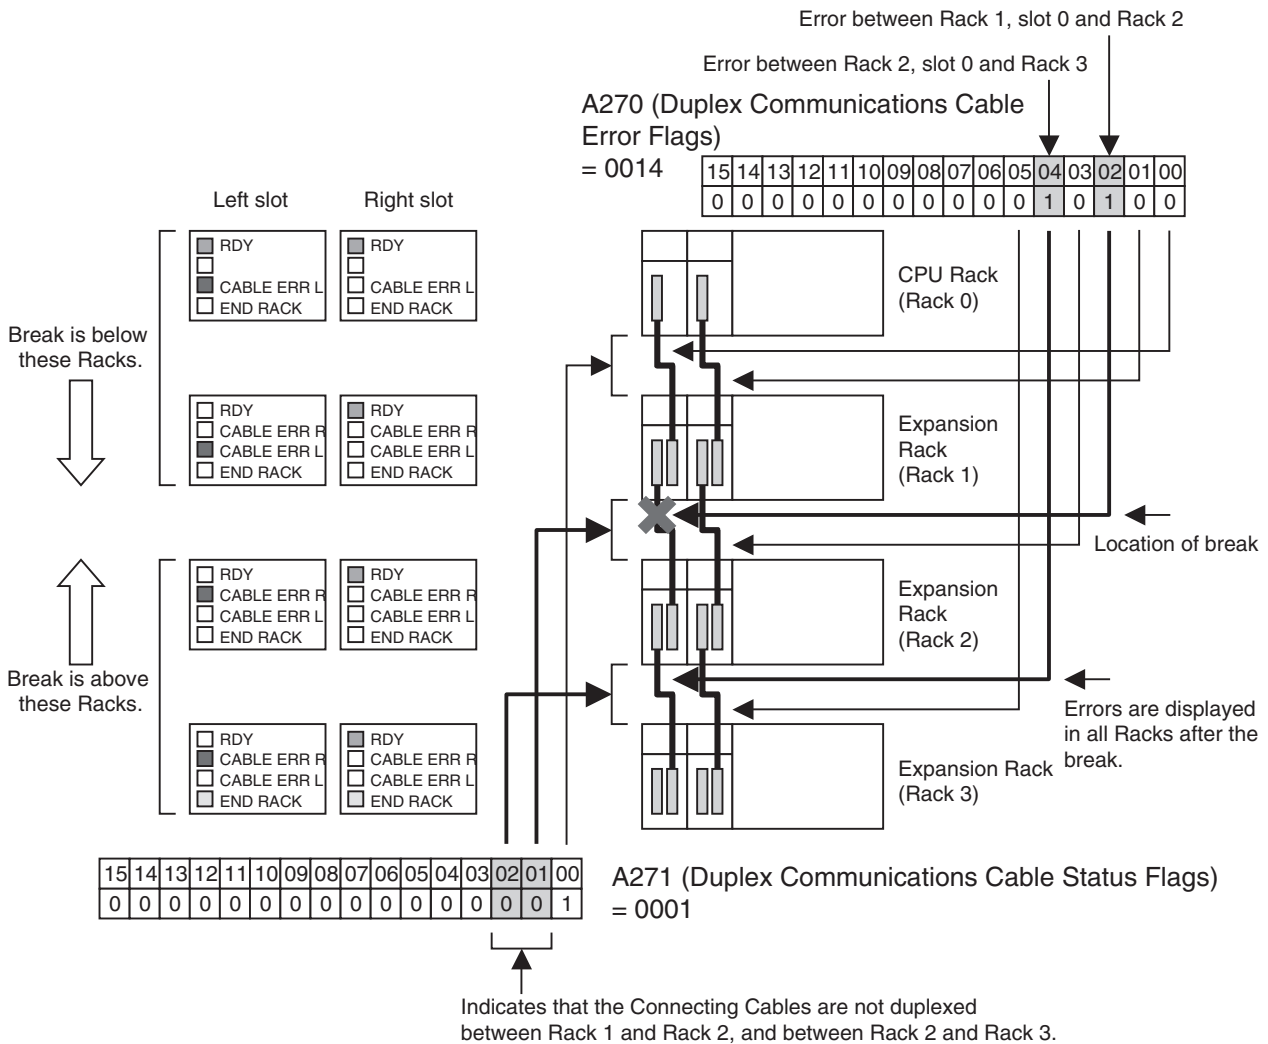 Error between Rack 1, slot 0 and Rack 2
Error between Rack 2, slot 0 and Rack 3
A270 (Duplex Communications Cable
Error Flags)
= 0014
15 14 13 12 11 10 09 08 07 06 05 04 03 02 01 00
0 0 0 0 0 0 0 0 0 0 0 1 0 1 0 0
Left slot
Right slot
RDY
CABLE ERR L
END RACK
RDY
CABLE ERR L
END RACK
CPU Rack
(Rack 0)
Break is below
these Racks.
RDY
CABLE ERR R
CABLE ERR L
END RACK
RDY
CABLE ERR R
CABLE ERR L
END RACK
Expansion
Rack
(Rack 1)
Location of break
RDY
CABLE ERR R
CABLE ERR L
END RACK
RDY
CABLE ERR R
CABLE ERR L
END RACK
Expansion
Rack
(Rack 2)
Break is above
these Racks.
Errors are displayed
in all Racks after the
break.
RDY
CABLE ERR R
CABLE ERR L
END RACK
RDY
CABLE ERR R
CABLE ERR L
END RACK
Expansion Rack
(Rack 3)
15 14 13 12 11 10 09 08 07 06 05 04 03 02 01 00
0 0 0 0 0 0 0 0 0 0 0 0 0 0 0 1
A271 (Duplex Communications Cable Status Flags)
= 0001
Indicates that the Connecting Cables are not duplexed
between Rack 1 and Rack 2, and between Rack 2 and Rack 3.